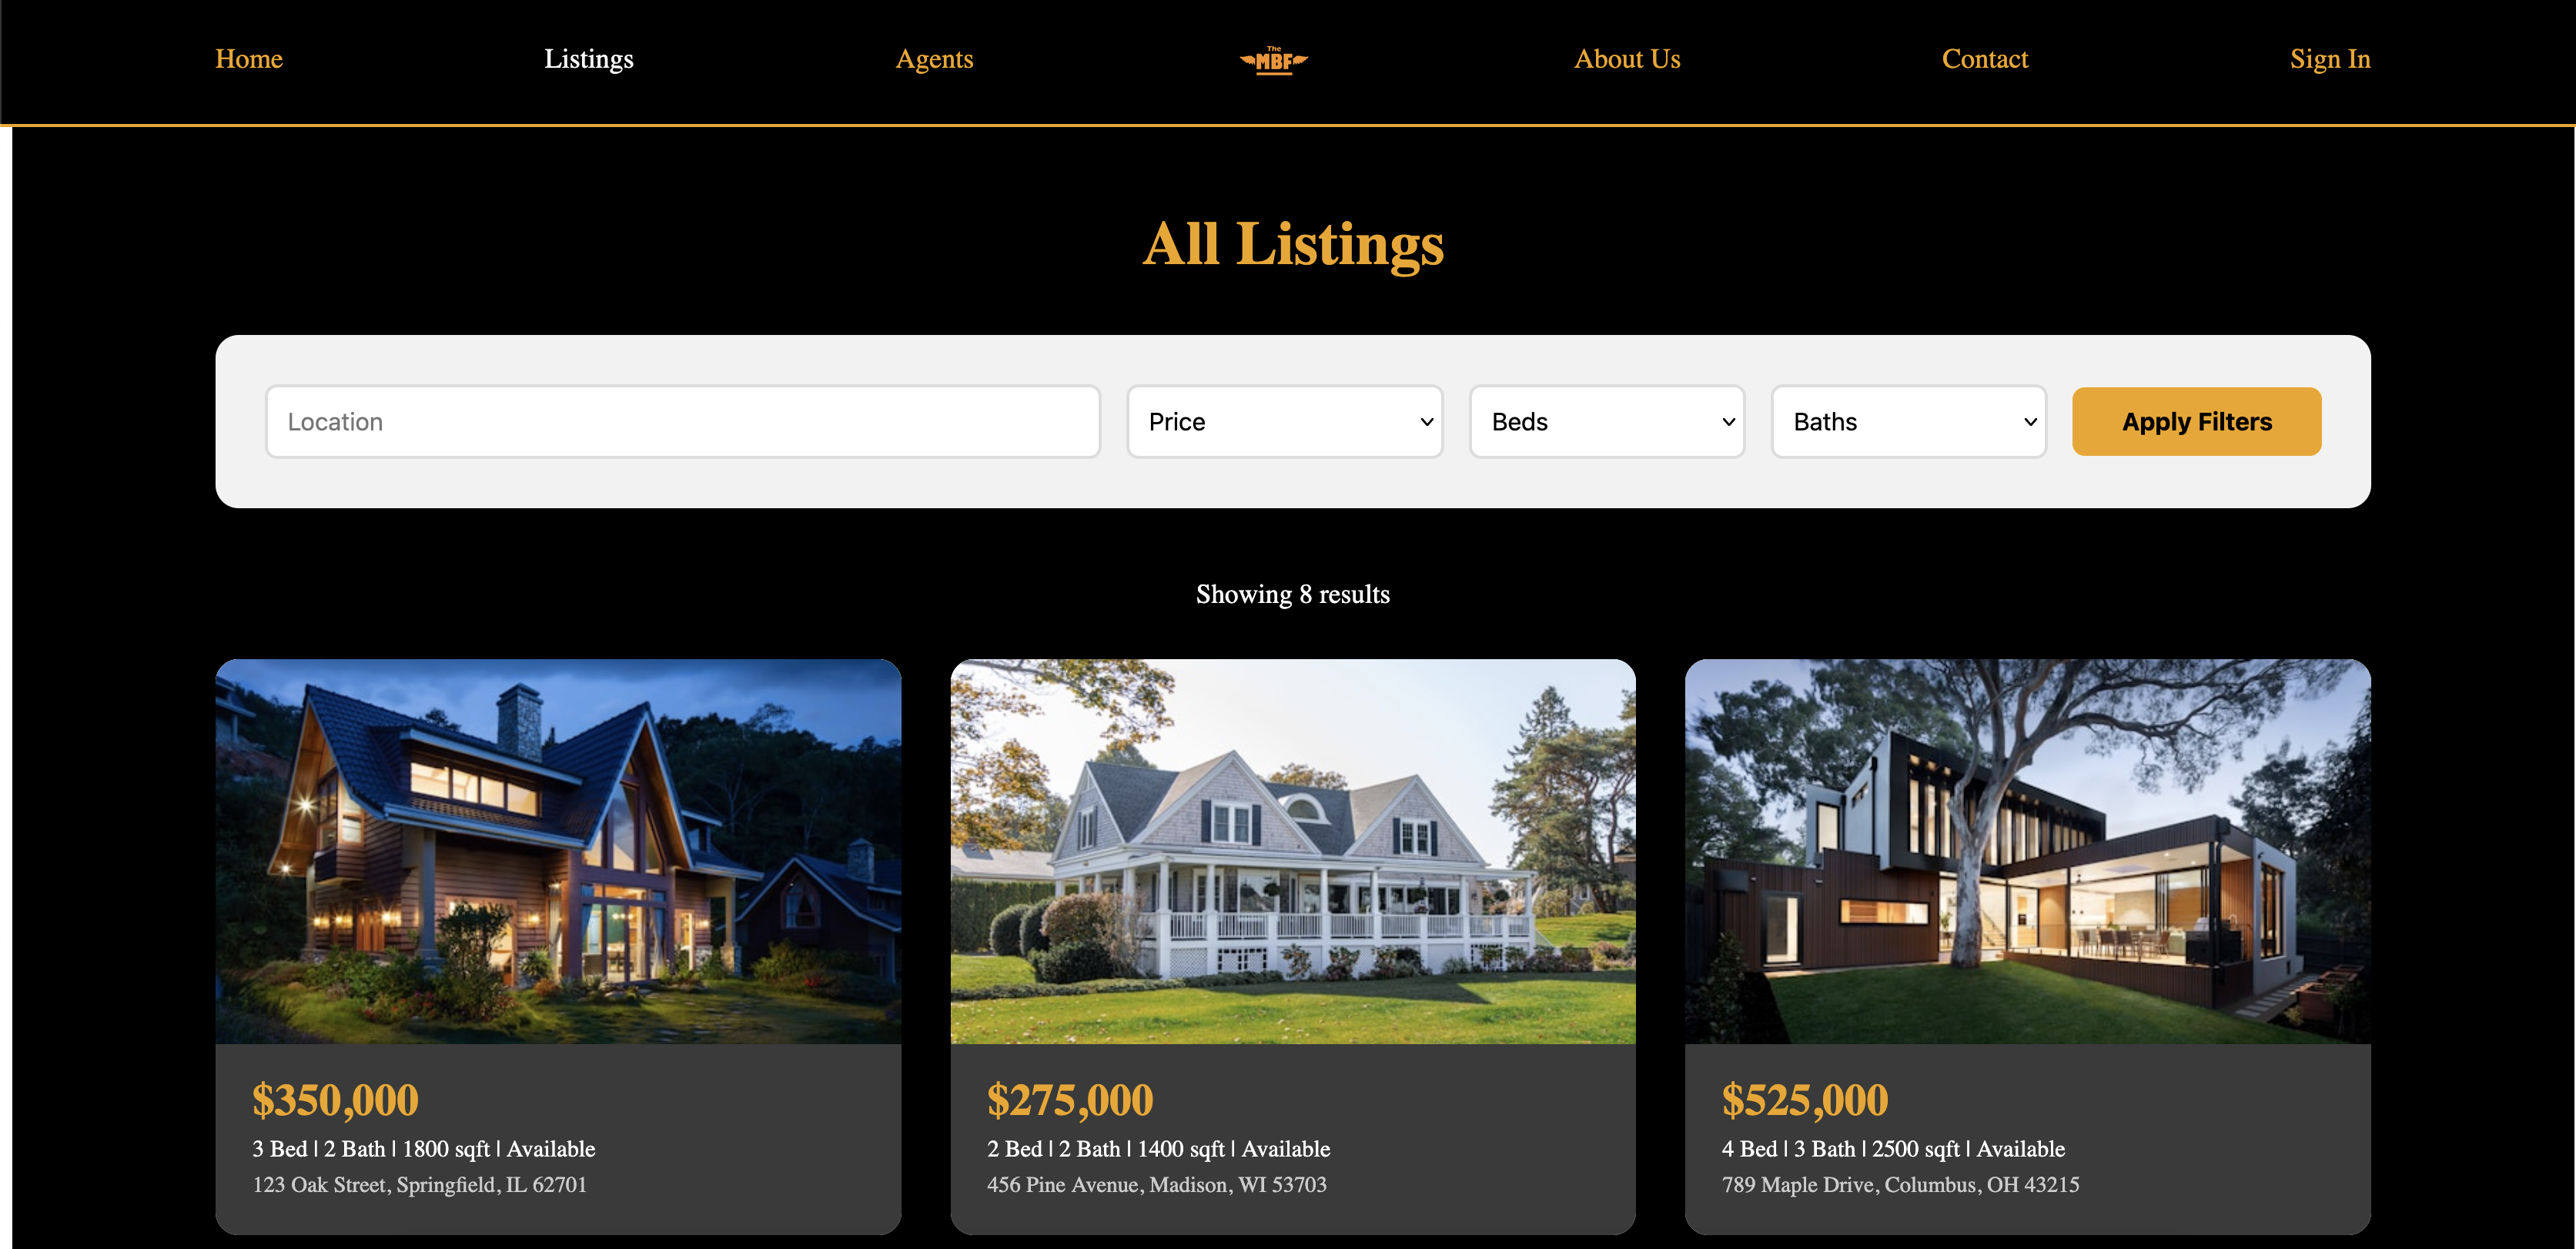 Home
Listings
Agents
The
MBF
About Us
Contact
Sign In
All Listings
Location
Price
Beds
Baths
Apply Filters
Showing 8 results
$350,000
3 Bed | 2 Bath | 1800 sqft | Available
123 Oak Street, Springfield, IL 62701
$275,000
2 Bed | 2 Bath | 1400 sqft | Available
456 Pine Avenue, Madison, WI 53703
$525,000
4 Bed | 3 Bath | 2500 sqft | Available
789 Maple Drive, Columbus, OH 43215